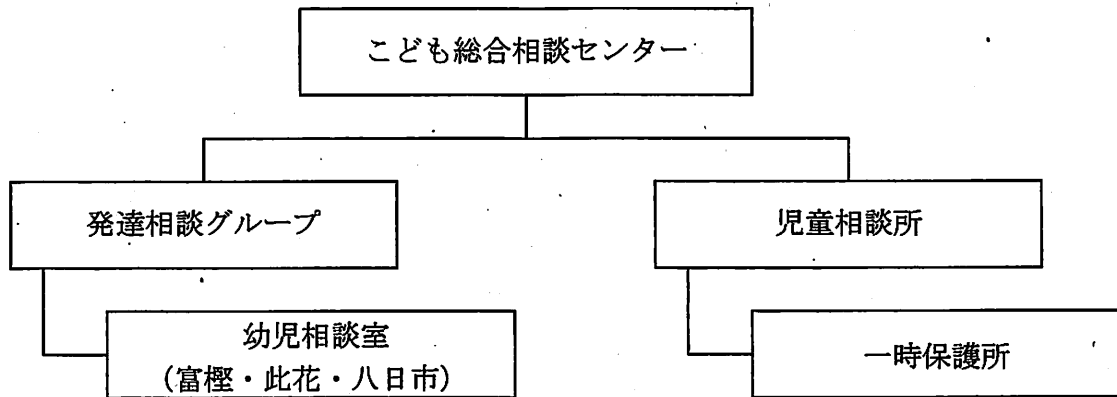 こども総合相談センター
発達相談グループ
児童相談所
幼児相談室
(富樫・此花・八日市)
一時保護所